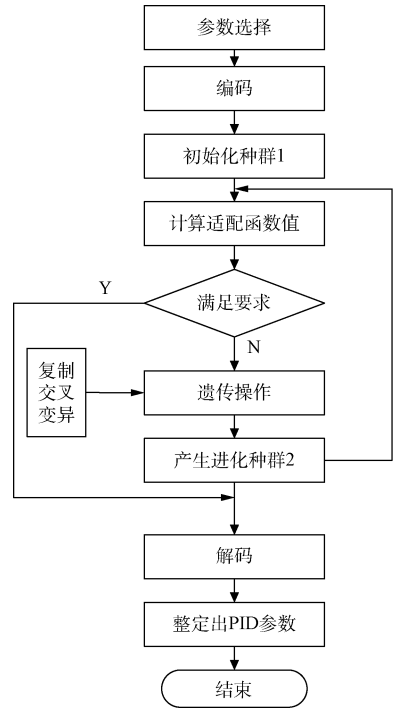 参数选择
编码
初始化种群1
计算适配函数值
Y
满足要求
N
复制
交叉
变异
遗传操作
产生进化种群2
解码
整定出PID参数
结束